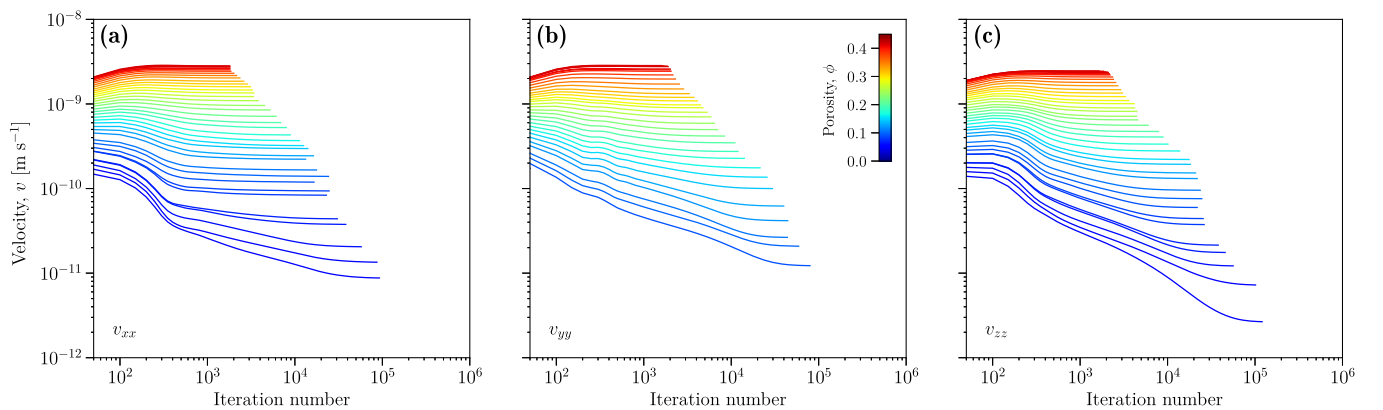 (a)
(b)
(c)
10⁻⁸
10⁻⁹
10⁻¹⁰
10⁻¹¹
10⁻¹²
Velocity, v [m s⁻¹]
Porosity, ϕ
0.4
0.3
0.2
0.1
0.0
v_xx
v_yy
v_zz
10² 10³ 10⁴ 10⁵ 10⁶
10² 10³ 10⁴ 10⁵ 10⁶
10² 10³ 10⁴ 10⁵ 10⁶
Iteration number
Iteration number
Iteration number